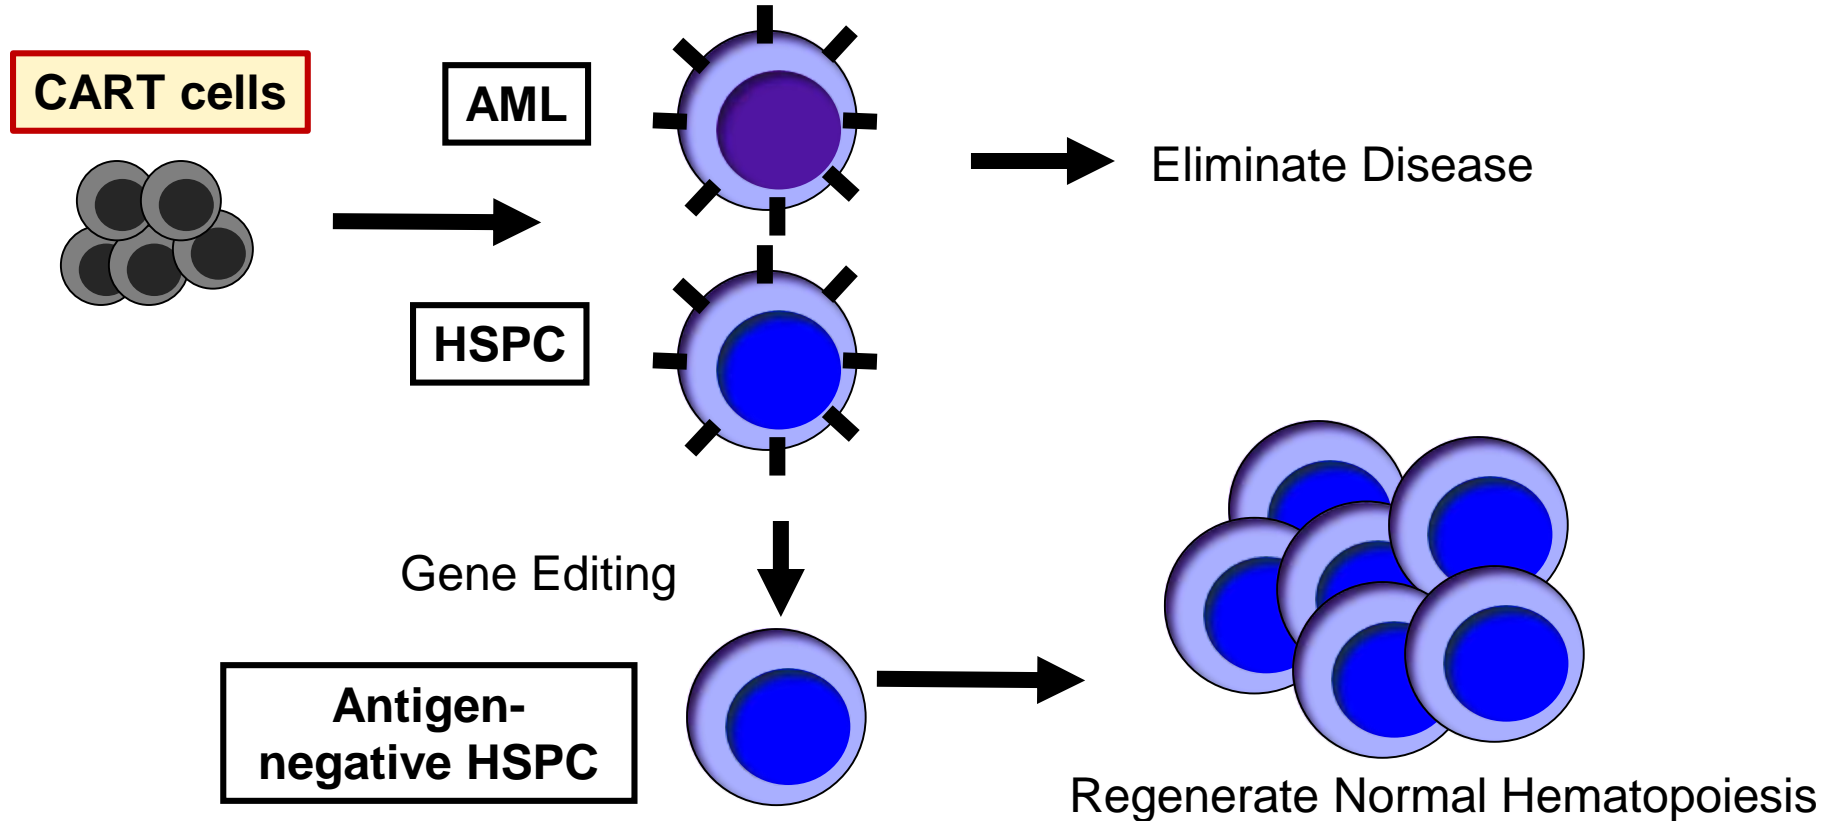 CART cells
AML
Eliminate Disease
HSPC
Gene Editing
Antigen-
negative HSPC
Regenerate Normal Hematopoiesis